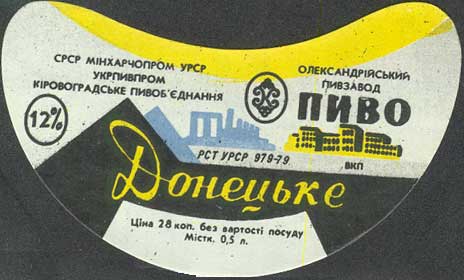 СРСР МІНХАРЧОПРОМ УРСР
УКРПИВПРОМ
КІРОВОГРАДСЬКЕ ПИВОБ'ЄДНАННЯ
12%
ОЛЕКСАНДРІЙСЬКИЙ
ПИВЗАВОД
ПИВО
РСТ УРСР 979-79
ВКП
Донецьке
Ціна 28 коп. без вартості посуду
Містк. 0,5 л.